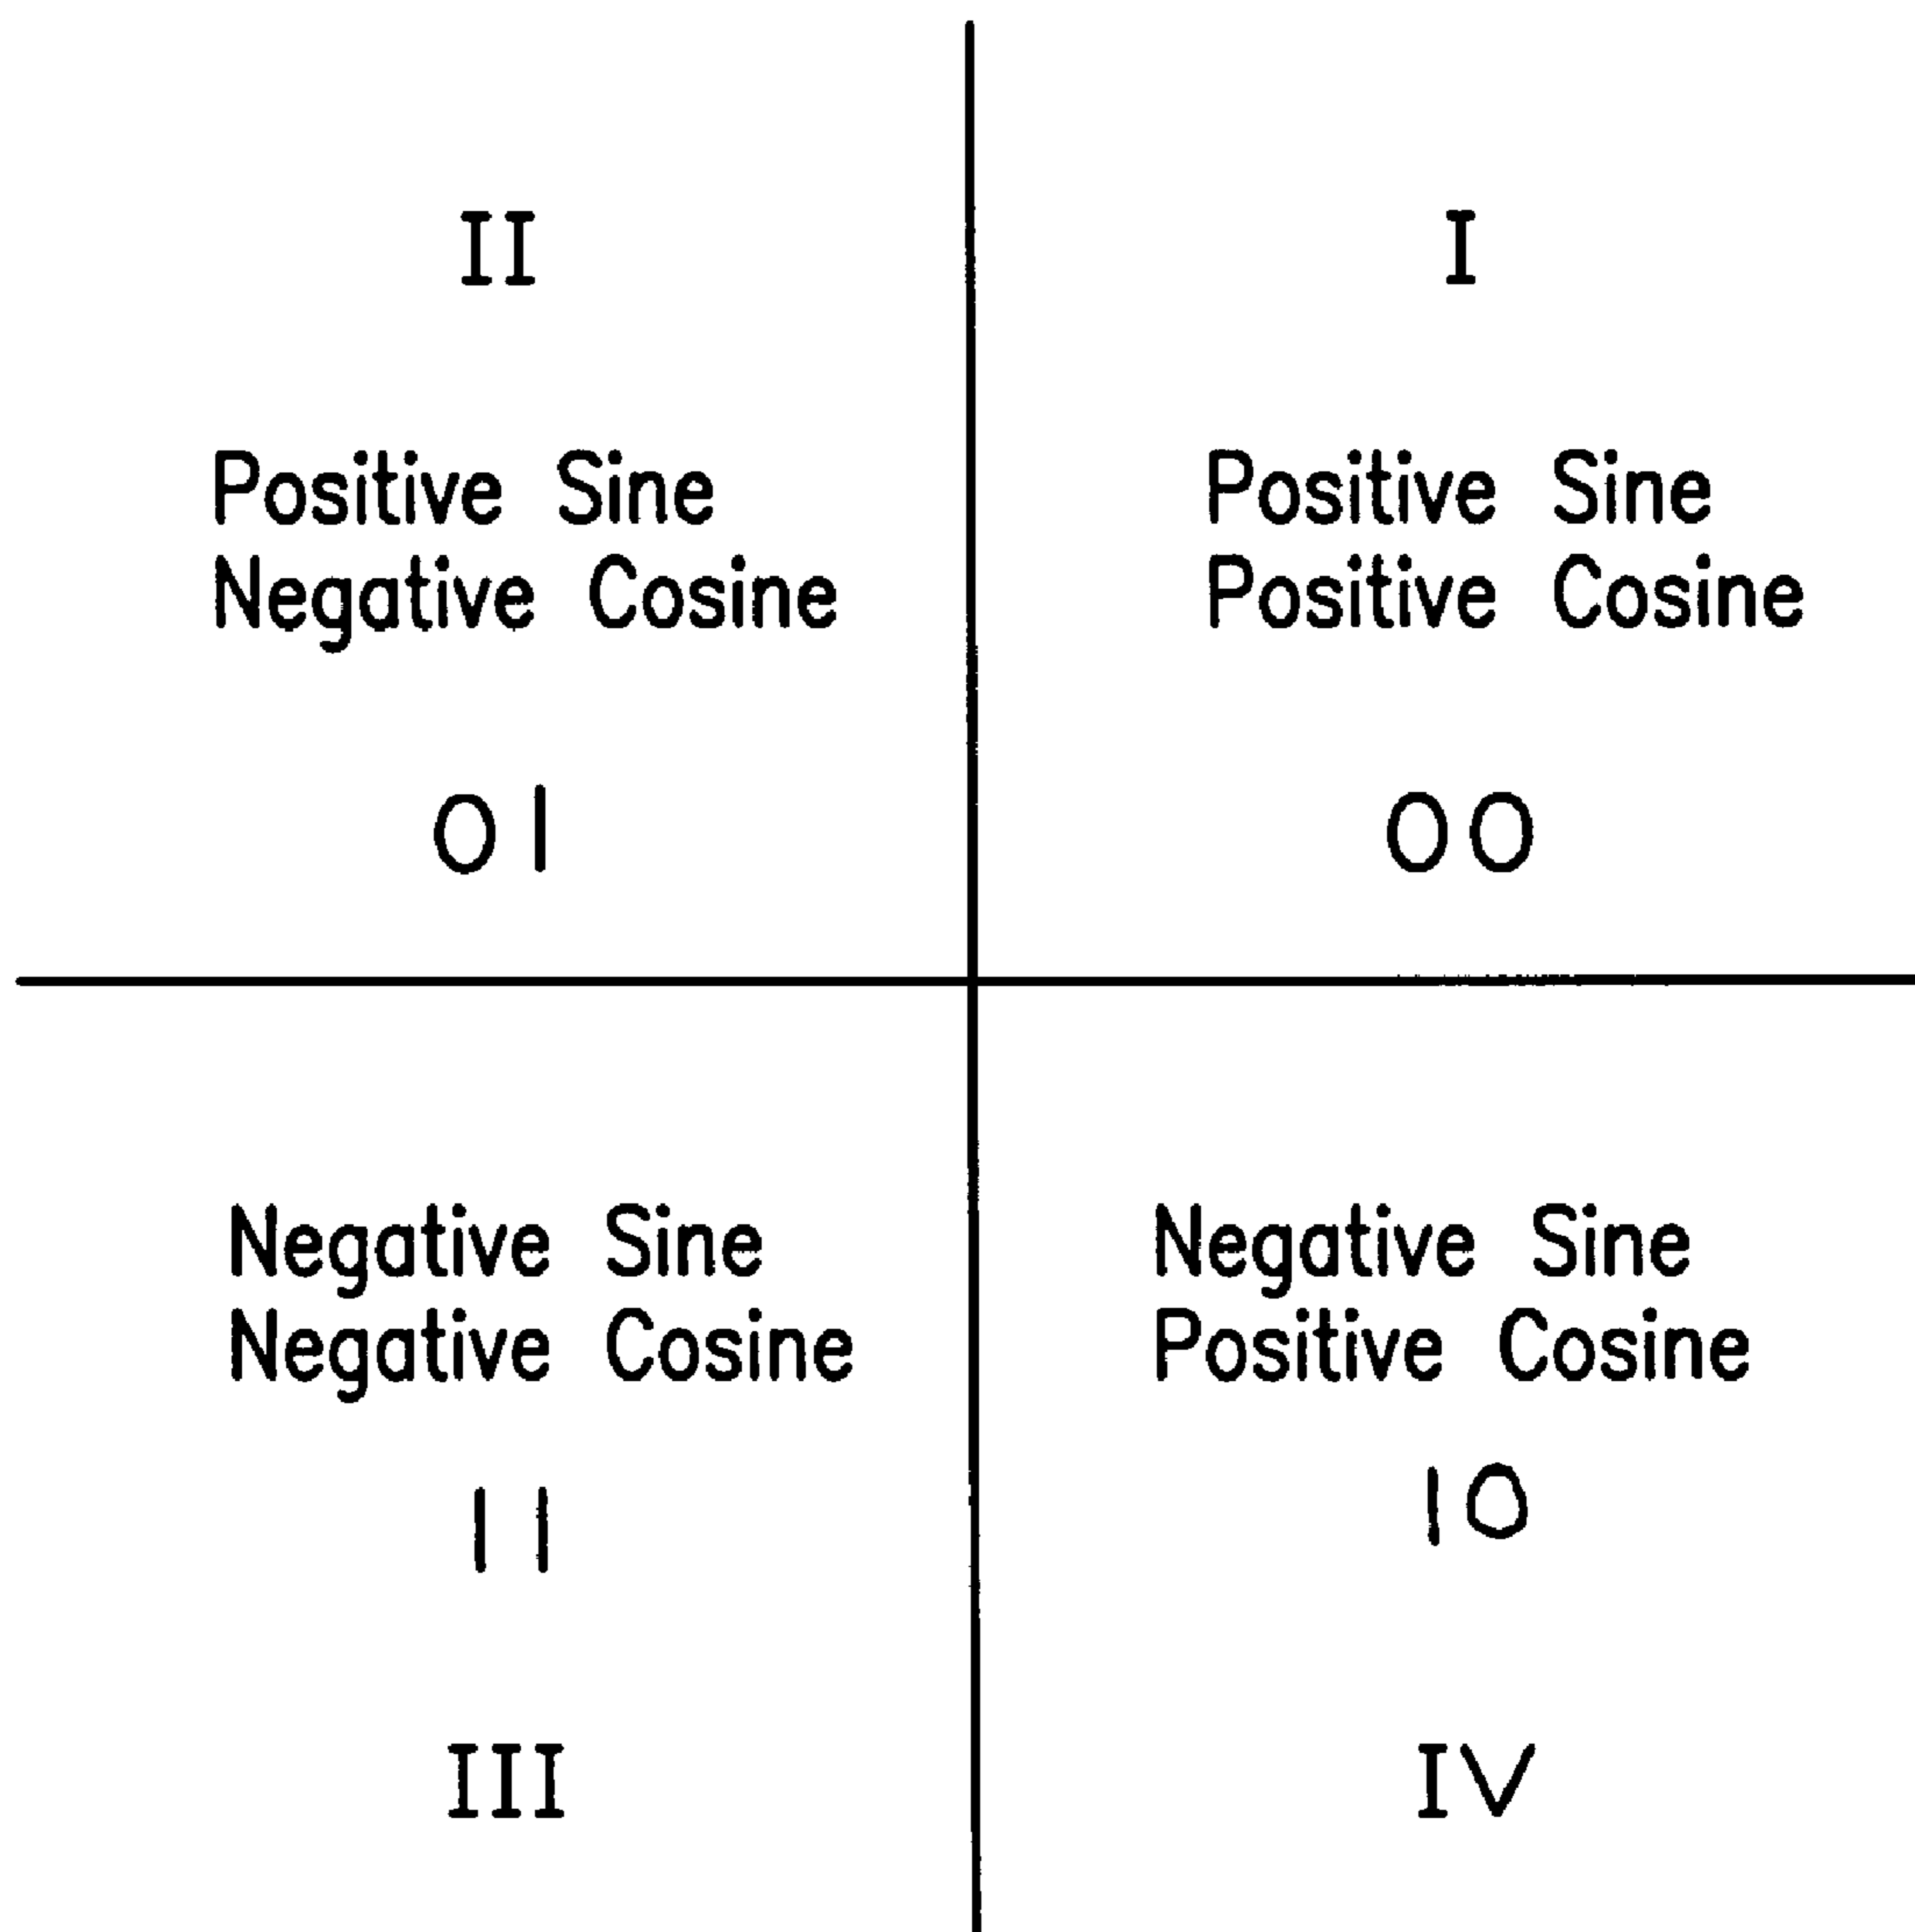 II
Positive Sine
Negative Cosine
01
I
Positive Sine
Positive Cosine
00
Negative Sine
Negative Cosine
11
III
Negative Sine
Positive Cosine
10
IV